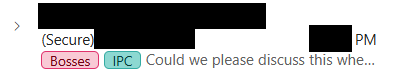 (Secure) PM
Bosses IPC Could we please discuss this whe...